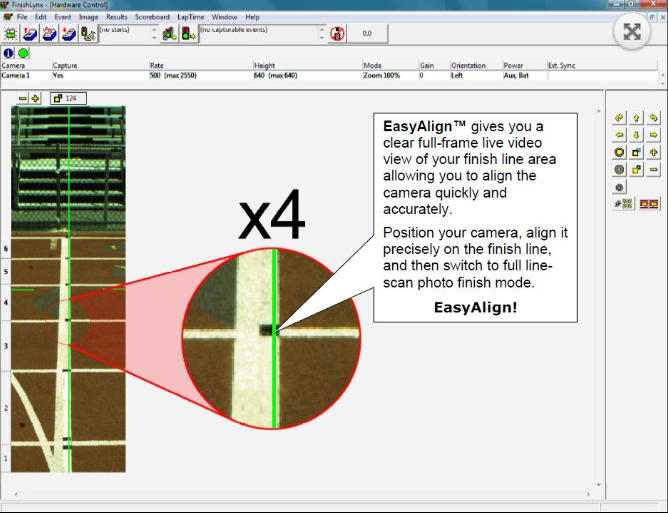 FinishLynx - [Hardware Control]
File Edit Event Image Results Scoreboard LapTime Window Help
(no starts) (no capturable events) 0.0
Camera Capture Rate Height Mode Gain Orientation Power Ext. Sync
Camera 1 Yes 500 (max 2550) 640 (max 640) Zoom 100% 0 Left Aux, Bat
124
6
5
4
3
2
1
x4
EasyAlign™ gives you a
clear full-frame live video
view of your finish line area
allowing you to align the
camera quickly and
accurately.
Position your camera, align it
precisely on the finish line,
and then switch to full line-
scan photo finish mode.
EasyAlign!